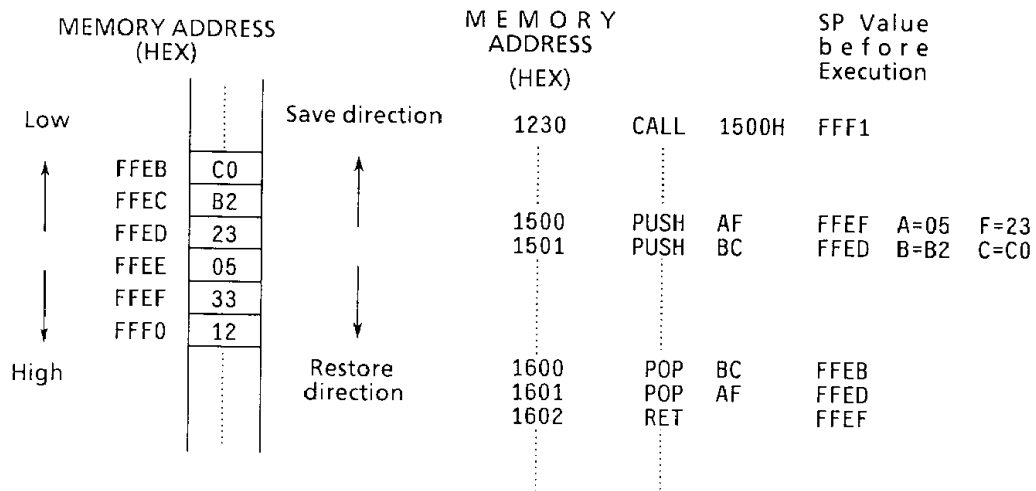 MEMORY ADDRESS
(HEX)
Low
Save direction
FFEB C0
FFEC B2
FFED 23
FFEE 05
FFEF 33
FFF0 12
High
Restore
direction
MEMORY
ADDRESS
(HEX)
SP Value
before
Execution
1230 CALL 1500H FFF1
1500 PUSH AF FFEF A=05 F=23
1501 PUSH BC FFED B=B2 C=C0
1600 POP BC FFEB
1601 POP AF FFED
1602 RET FFEF